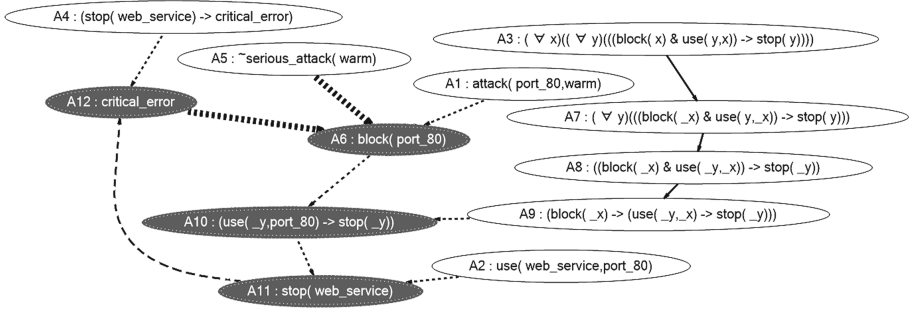 A4 : (stop( web_service) -> critical_error)
A5 : ~serious_attack( warm)
A3 : ( ∀ x)(( ∀ y)(((block( x) & use( y,x)) -> stop( y))))
A12 : critical_error
A1 : attack( port_80,warm)
A6 : block( port_80)
A7 : ( ∀ y)(((block( _x) & use( y,_x)) -> stop( y)))
A8 : ((block( _x) & use( _y,_x)) -> stop( _y))
A10 : (use( _y,port_80) -> stop( _y))
A9 : (block( _x) -> (use( _y,_x) -> stop( _y)))
A2 : use( web_service,port_80)
A11 : stop( web_service)